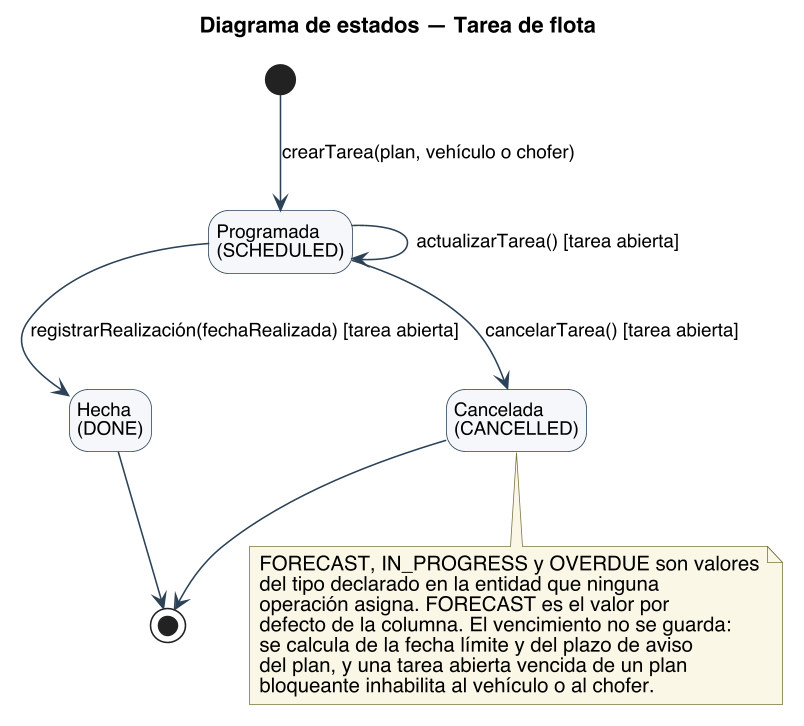 Diagrama de estados — Tarea de flota
crearTarea(plan, vehículo o chofer)
Programada
(SCHEDULED)
actualizarTarea() [tarea abierta]
registrarRealización(fechaRealizada) [tarea abierta]
cancelarTarea() [tarea abierta]
Hecha
(DONE)
Cancelada
(CANCELLED)
FORECAST, IN_PROGRESS y OVERDUE son valores
del tipo declarado en la entidad que ninguna
operación asigna. FORECAST es el valor por
defecto de la columna. El vencimiento no se guarda:
se calcula de la fecha límite y del plazo de aviso
del plan, y una tarea abierta vencida de un plan
bloqueante inhabilita al vehículo o al chofer.